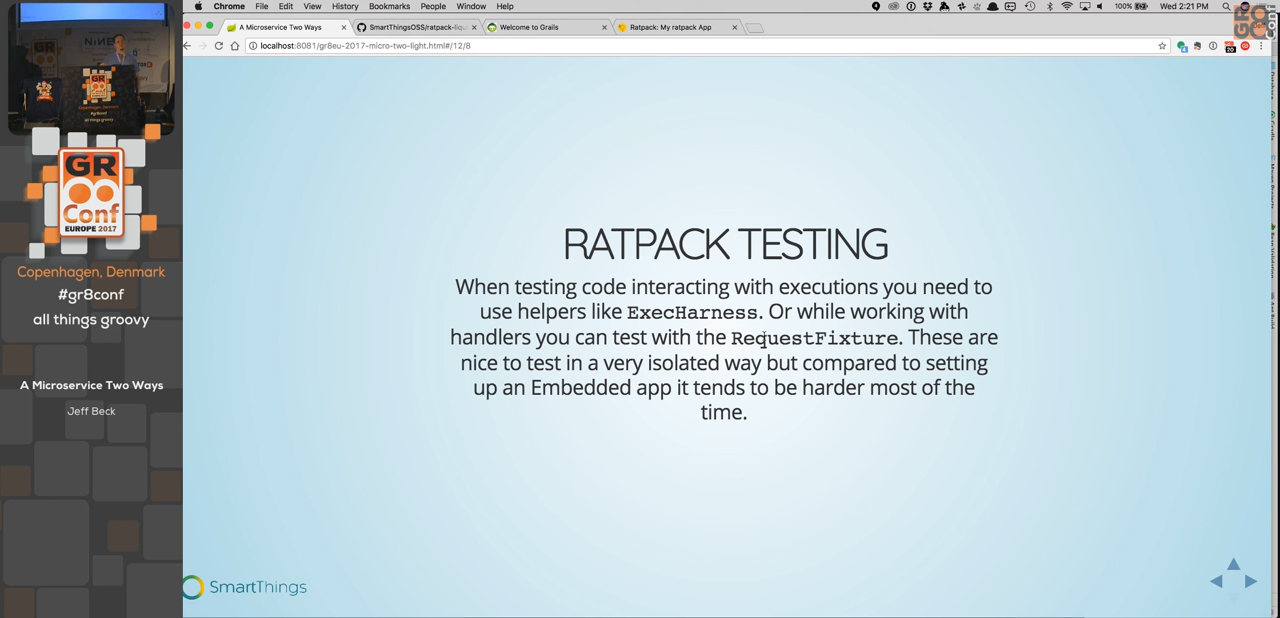 Chrome File Edit View History Bookmarks People Window Help
100% Wed 2:21 PM
A Microservice Two Ways
SmartThingsOSS/ratpack-liqu
Welcome to Grails
Ratpack: My ratpack App
localhost:8081/gr8eu-2017-micro-two-light.html#/12/8
GR
Conf
EUROPE 2017
Copenhagen, Denmark
#gr8conf
all things groovy
A Microservice Two Ways
Jeff Beck
RATPACK TESTING
When testing code interacting with executions you need to
use helpers like ExecHarness. Or while working with
handlers you can test with the RequestFixture. These are
nice to test in a very isolated way but compared to setting
up an Embedded app it tends to be harder most of the
time.
SmartThings